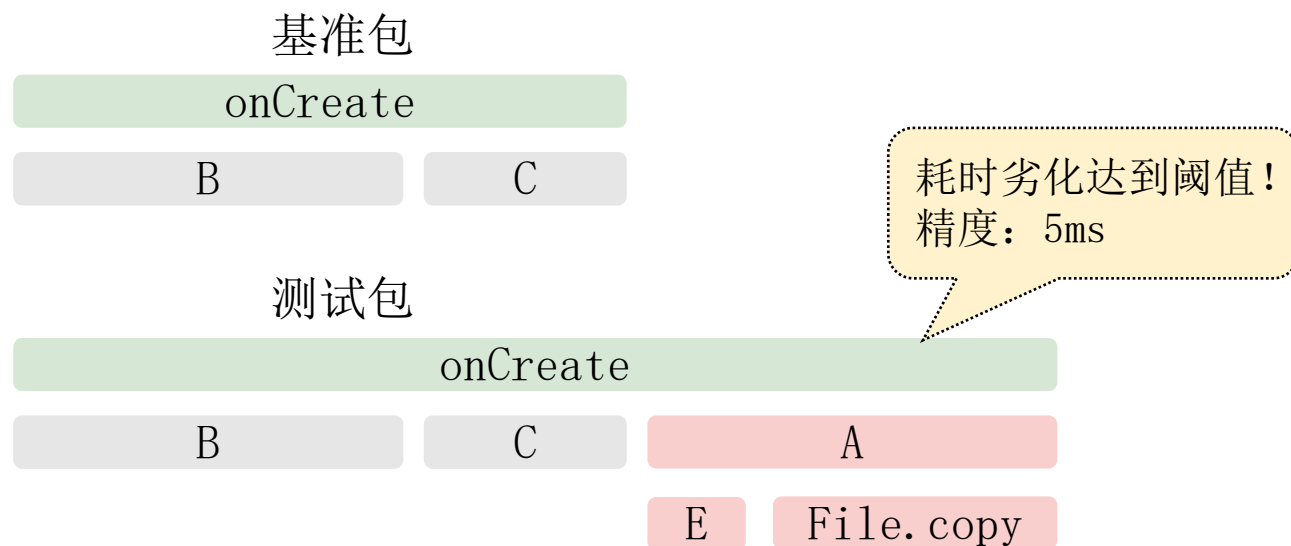 基准包
onCreate
B C
耗时劣化达到阈值！
精度：5ms
测试包
onCreate
B C A
E File.copy